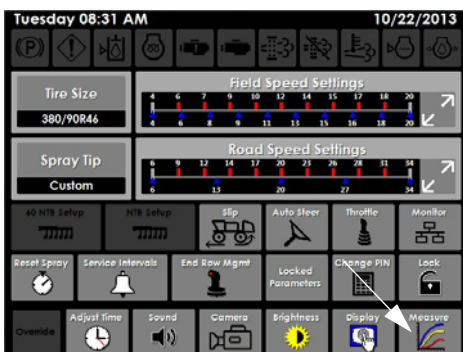 Tuesday 08:31 AM 10/22/2013
(P)
Tire Size
380/90R46
Field Speed Settings
4 6 7 9 10 12 14 15 17 18 20
4 6 8 9 11 13 15 16 18 20
Spray Tip
Custom
Road Speed Settings
6 9 12 14 17 20 23 26 28 31 34
6 13 20 27 34
60 NTB Setup NTB Setup Slip Auto Steer Throttle Monitor
Reset Spray Service Intervals End Row Mgmt Locked Parameters Change PIN Lock
Override Adjust Time Sound Camera Brightness Display Measure